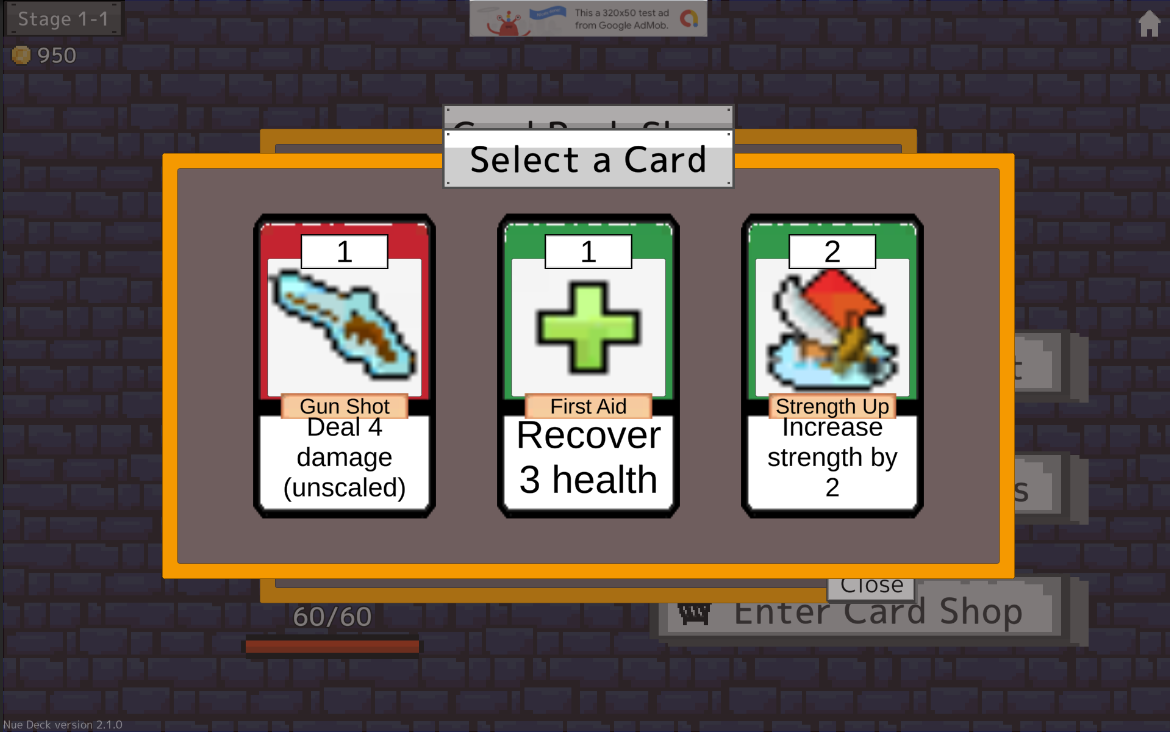 Stage 1-1
This a 320x50 test ad
from Google AdMob.
950
Select a Card
1
1
2
Gun Shot
First Aid
Strength Up
Deal 4
damage
(unscaled)
Recover
3 health
Increase
strength by
2
t
s
Close
60/60
Enter Card Shop
Nue Deck version 2.1.0